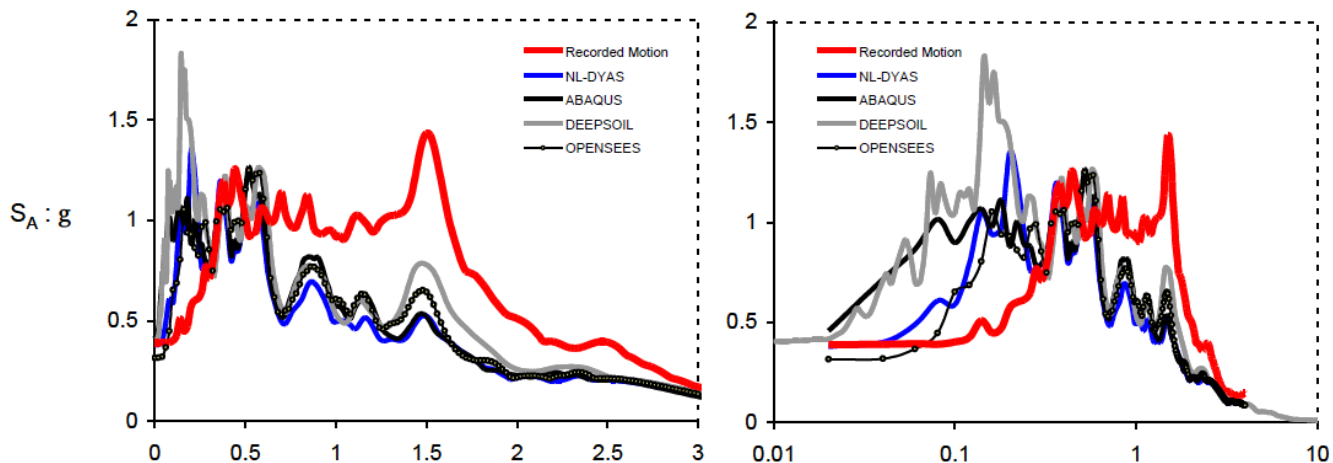 2
1.5
S_A : g
1
0.5
0
0 0.5 1 1.5 2 2.5 3
Recorded Motion
NL-DYAS
ABAQUS
DEEPSOIL
OPENSEES
2
1.5
1
0.5
0
0.01 0.1 1 10
Recorded Motion
NL-DYAS
ABAQUS
DEEPSOIL
OPENSEES